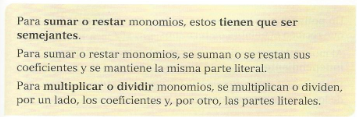 Para sumar o restar monomios, estos tienen que ser
semejantes.
Para sumar o restar monomios, se suman o se restan sus
coeficientes y se mantiene la misma parte literal.
Para multiplicar o dividir monomios, se multiplican o dividen,
por un lado, los coeficientes y, por otro, las partes literales.